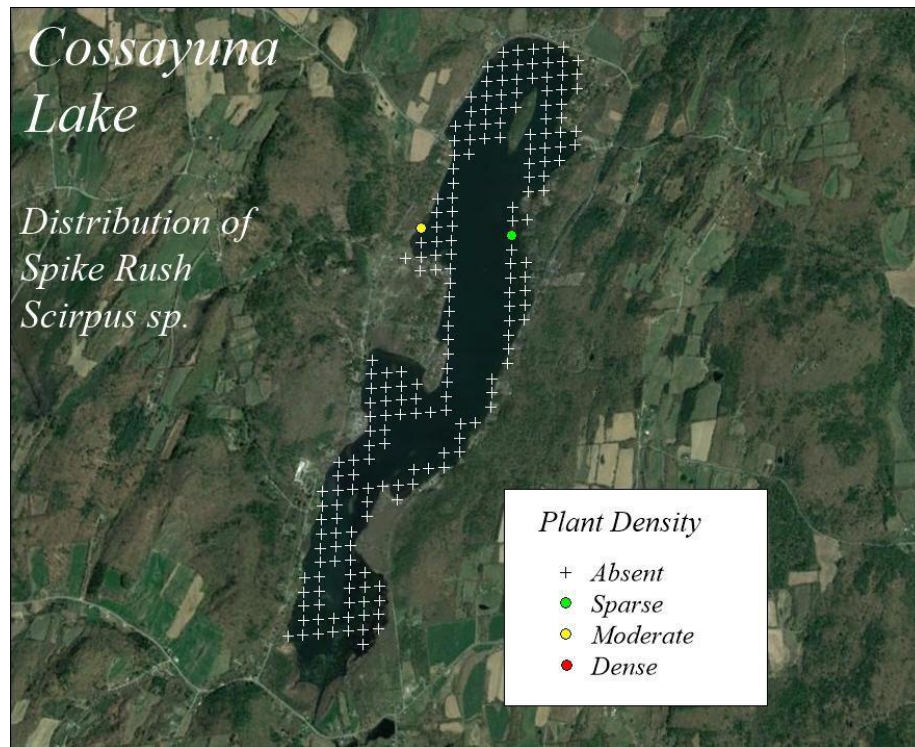 Cossayuna
Lake
Distribution of
Spike Rush
Scirpus sp.
Plant Density
Absent
Sparse
Moderate
Dense